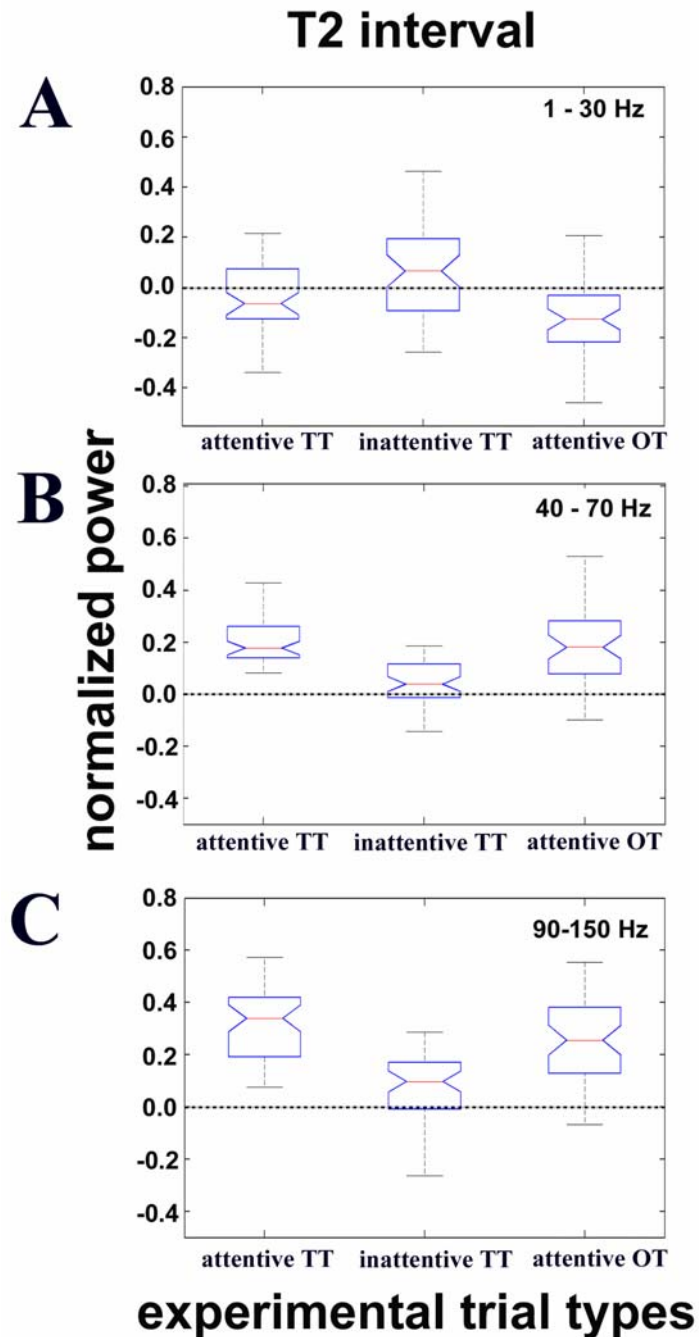 T2 interval
A
1 - 30 Hz
0.8
0.6
0.4
0.2
0.0
-0.2
-0.4
attentive TT inattentive TT attentive OT
B
40 - 70 Hz
0.8
0.6
0.4
0.2
0.0
-0.2
-0.4
attentive TT inattentive TT attentive OT
C
90-150 Hz
0.8
0.6
0.4
0.2
0.0
-0.2
-0.4
attentive TT inattentive TT attentive OT
normalized power
experimental trial types